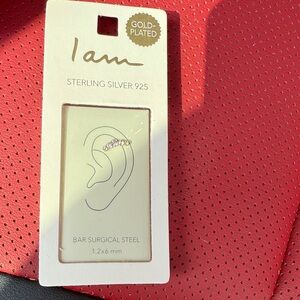 GOLD-
PLATED
I am
STERLING SILVER 925
BAR SURGICAL STEEL
1.2x6 mm